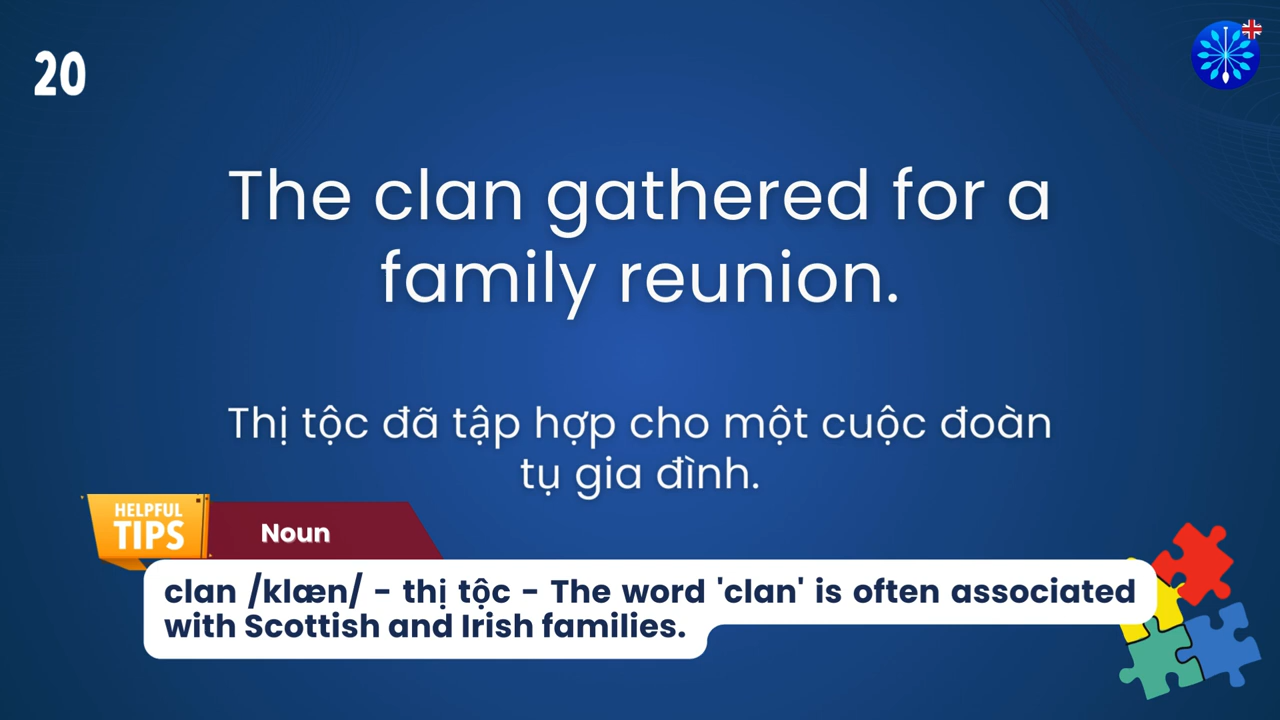 20
The clan gathered for a
family reunion.
Thị tộc đã tập hợp cho một cuộc đoàn
tụ gia đình.
HELPFUL
TIPS
Noun
clan /klæn/ - thị tộc - The word 'clan' is often associated
with Scottish and Irish families.